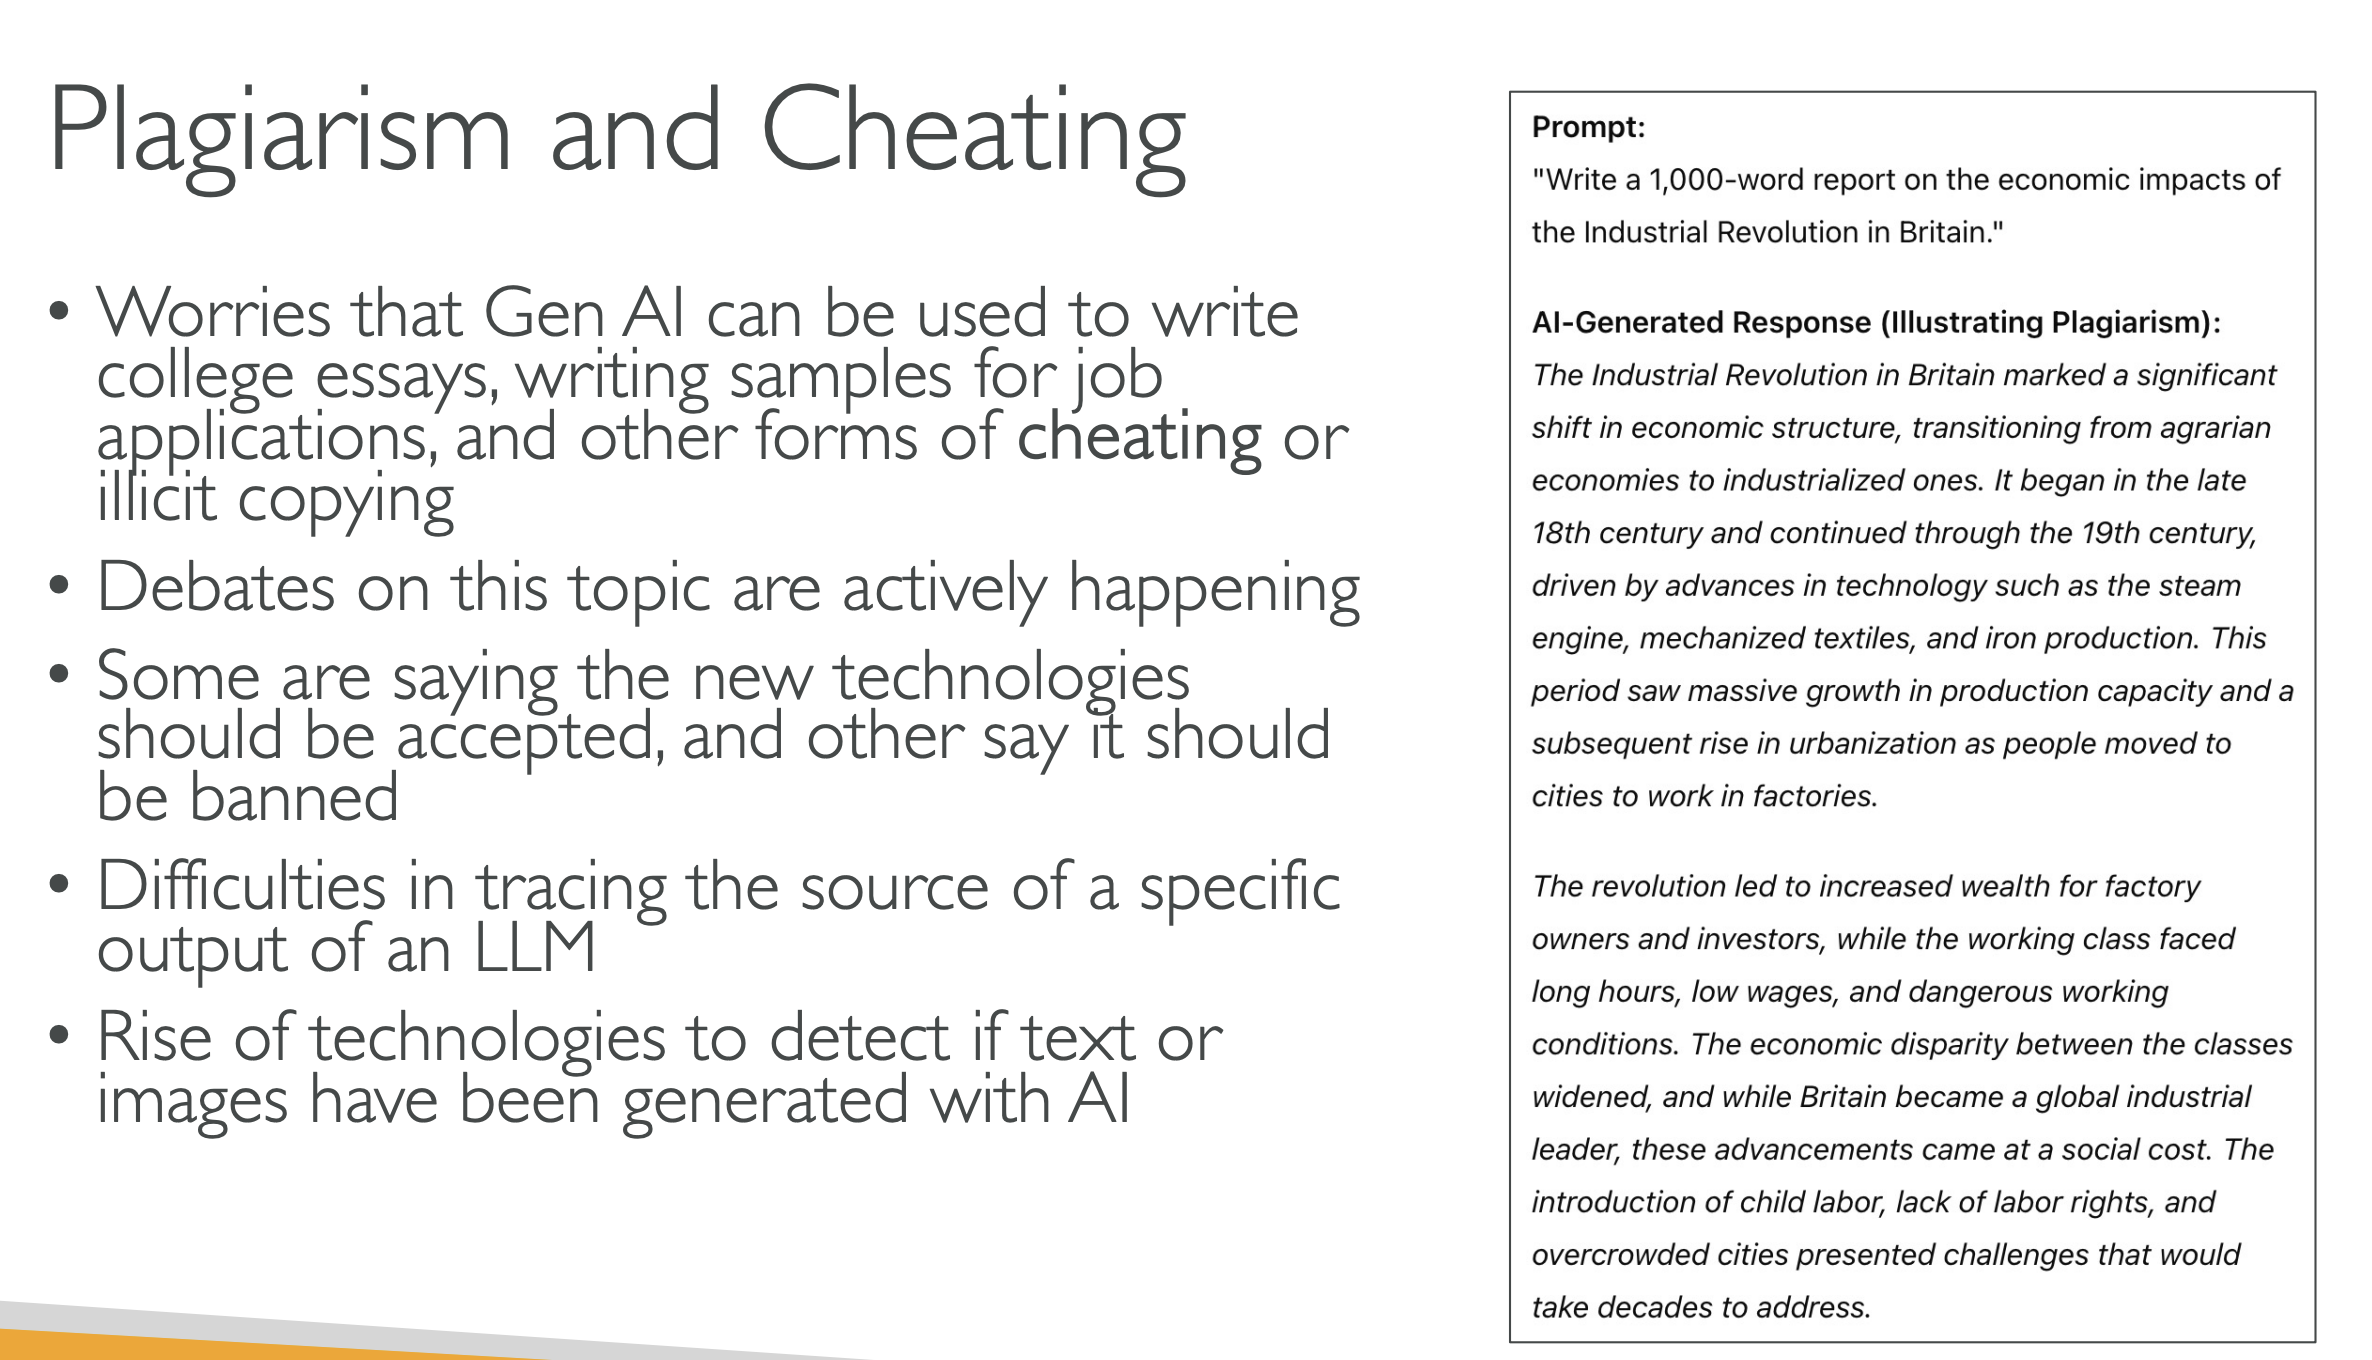 Plagiarism and Cheating
• Worries that Gen AI can be used to write
college essays, writing samples for job
applications, and other forms of cheating or
illicit copying
• Debates on this topic are actively happening
• Some are saying the new technologies
should be accepted, and other say it should
be banned
• Difficulties in tracing the source of a specific
output of an LLM
• Rise of technologies to detect if text or
images have been generated with AI
Prompt:
"Write a 1,000-word report on the economic impacts of
the Industrial Revolution in Britain."
AI-Generated Response (Illustrating Plagiarism):
The Industrial Revolution in Britain marked a significant
shift in economic structure, transitioning from agrarian
economies to industrialized ones. It began in the late
18th century and continued through the 19th century,
driven by advances in technology such as the steam
engine, mechanized textiles, and iron production. This
period saw massive growth in production capacity and a
subsequent rise in urbanization as people moved to
cities to work in factories.
The revolution led to increased wealth for factory
owners and investors, while the working class faced
long hours, low wages, and dangerous working
conditions. The economic disparity between the classes
widened, and while Britain became a global industrial
leader, these advancements came at a social cost. The
introduction of child labor, lack of labor rights, and
overcrowded cities presented challenges that would
take decades to address.